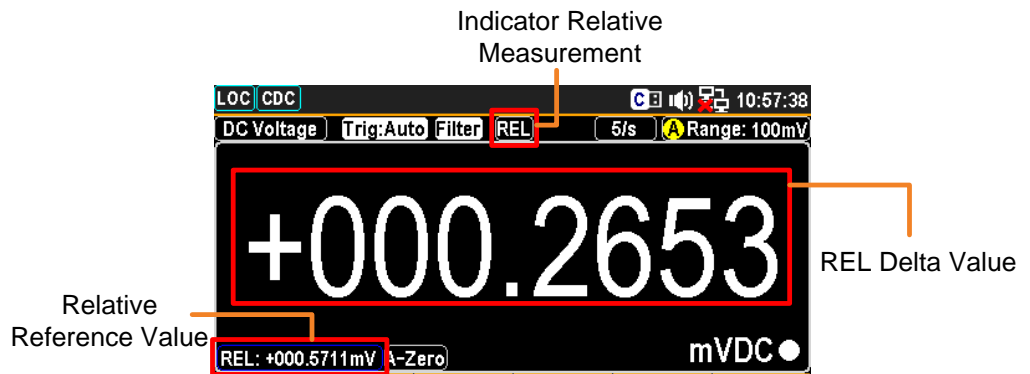 Indicator Relative
Measurement
LOC CDC C 10:57:38
DC Voltage Trig:Auto Filter REL 5/s A Range: 100mV
+000.2653
REL Delta Value
Relative
Reference Value
REL: +000.5711mV A-Zero mVDC